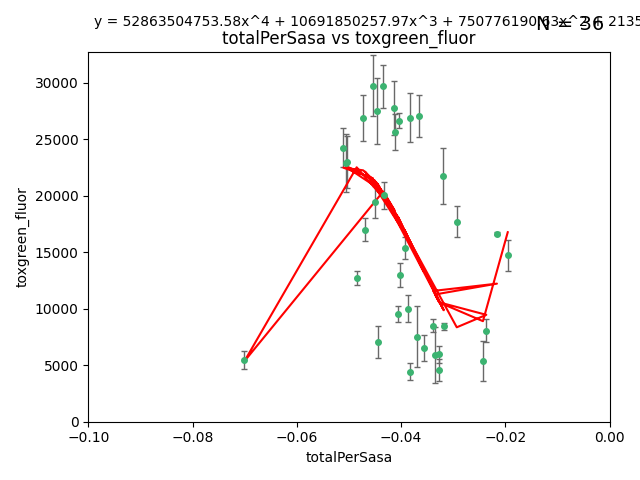 y = 52863504753.58x^4 + 10691850257.97x^3 + 750776190
N = 36
totalPerSasa vs toxgreen_fluor
30000
25000
20000
15000
10000
5000
0
toxgreen_fluor
−0.10 −0.08 −0.06 −0.04 −0.02 0.00
totalPerSasa